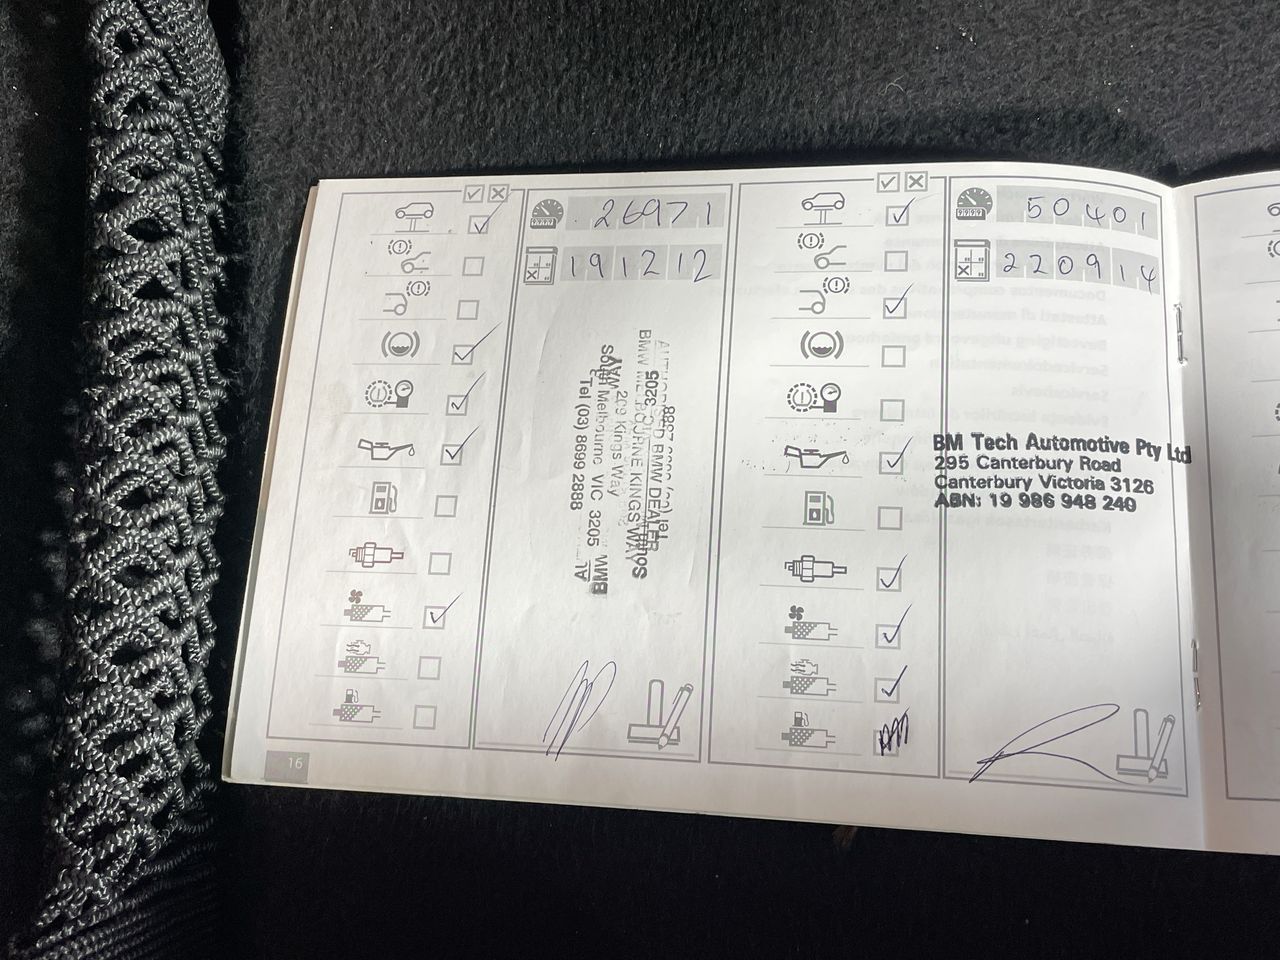 26971
191212
AUTHORISED BMW DEALER
BMW MELBOURNE KINGSWAY
209 Kings Way
South Melbourne VIC 3205
Tel (03) 8699 2888
50401
220914
BM Tech Automotive Pty Ltd
295 Canterbury Road
Canterbury Victoria 3126
ABN: 19 986 948 240
16